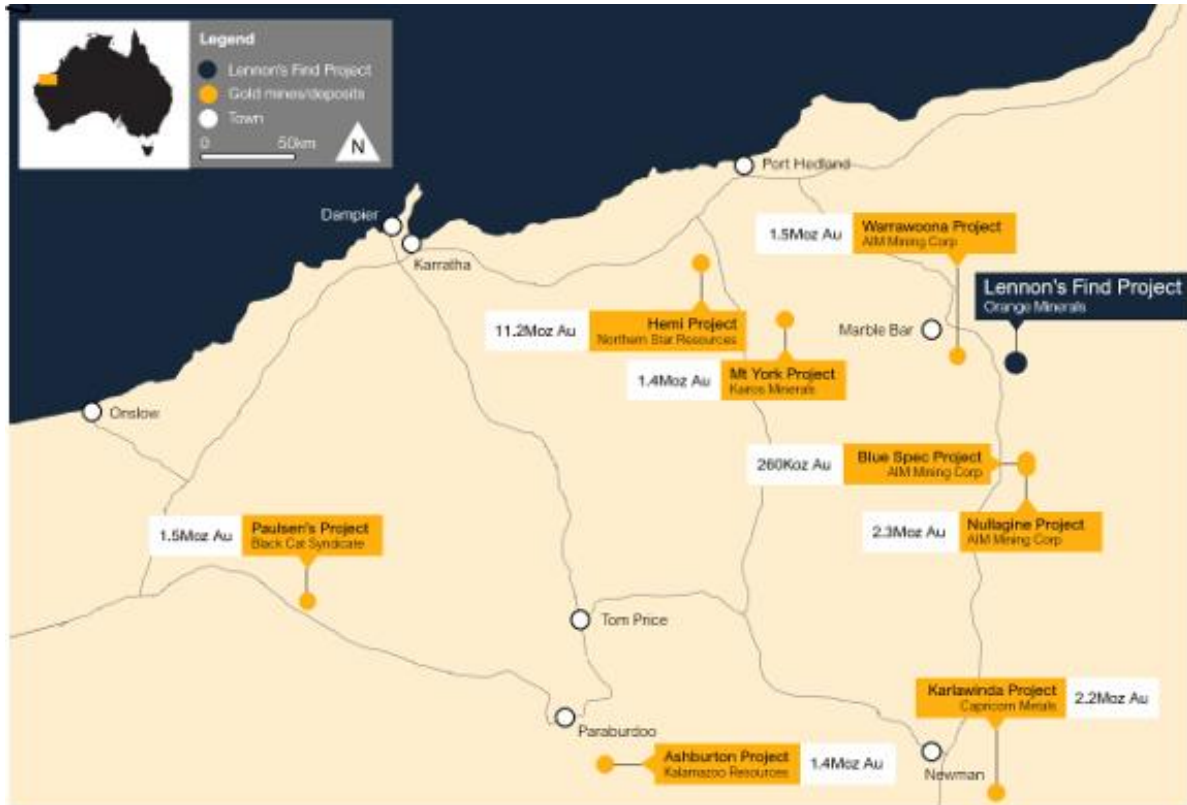 Legend
Lennon's Find Project
Gold mines/deposits
Town
0 50km
N
Port Hedland
Dampier
Karratha
1.5Moz Au
Warrawoona Project
AIM Mining Corp
Lennon's Find Project
Orange Minerals
11.2Moz Au
Hemi Project
Northern Star Resources
Marble Bar
1.4Moz Au
Mt York Project
Kairos Minerals
Onslow
260Koz Au
Blue Spec Project
AIM Mining Corp
1.5Moz Au
Paulsen's Project
Black Cat Syndicate
2.3Moz Au
Nullagine Project
AIM Mining Corp
Tom Price
Karlawinda Project
Capricorn Metals
2.2Moz Au
Paraburdoo
Ashburton Project
Kalamazoo Resources
1.4Moz Au
Newman